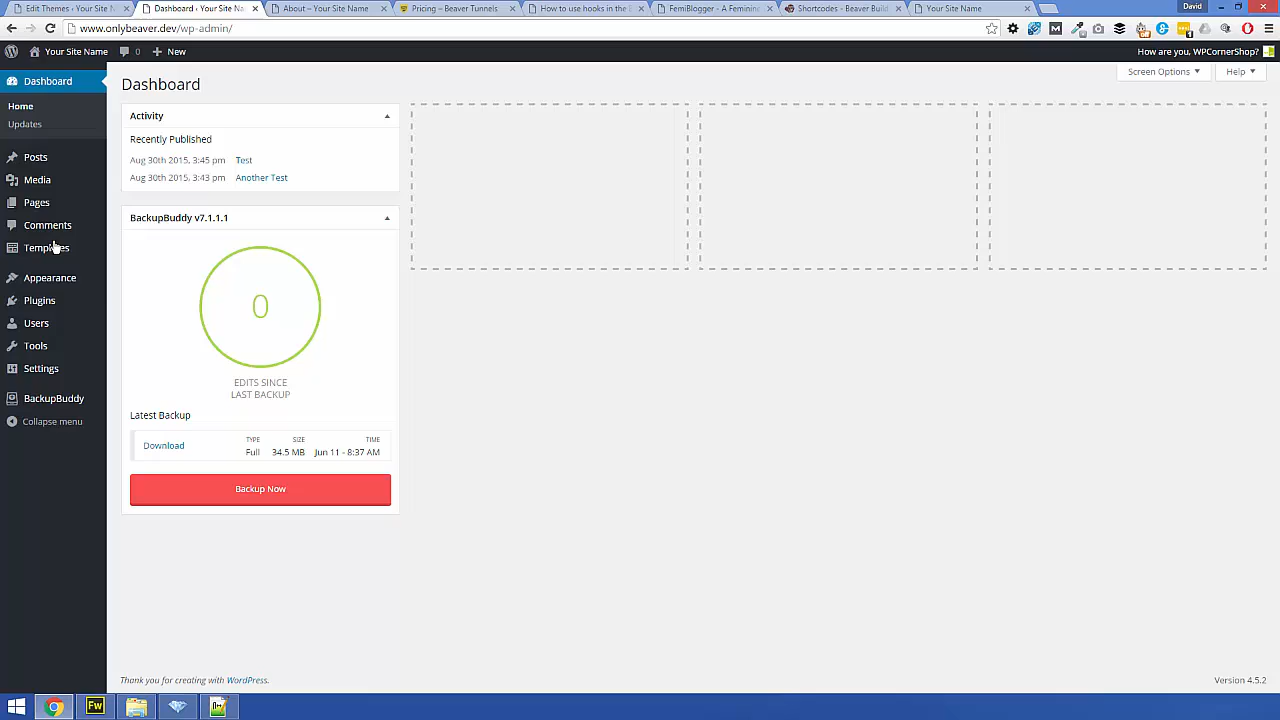 Edit Themes ‹ Your Site N
Dashboard ‹ Your Site Na
About – Your Site Name
Pricing – Beaver Tunnels
How to use hooks in the B
FemiBlogger - A Feminine
Shortcodes - Beaver Build
Your Site Name
David
www.onlybeaver.dev/wp-admin/
Your Site Name
0
New
How are you, WPCornerShop?
Dashboard
Home
Updates
Posts
Media
Pages
Comments
Templates
Appearance
Plugins
Users
Tools
Settings
BackupBuddy
Collapse menu
Screen Options
Help
Dashboard
Activity
Recently Published
Aug 30th 2015, 3:45 pm Test
Aug 30th 2015, 3:43 pm Another Test
BackupBuddy v7.1.1.1
0
EDITS SINCE
LAST BACKUP
Latest Backup
TYPE SIZE TIME
Download Full 34.5 MB Jun 11 - 8:37 AM
Backup Now
Thank you for creating with WordPress.
Version 4.5.2
Fw